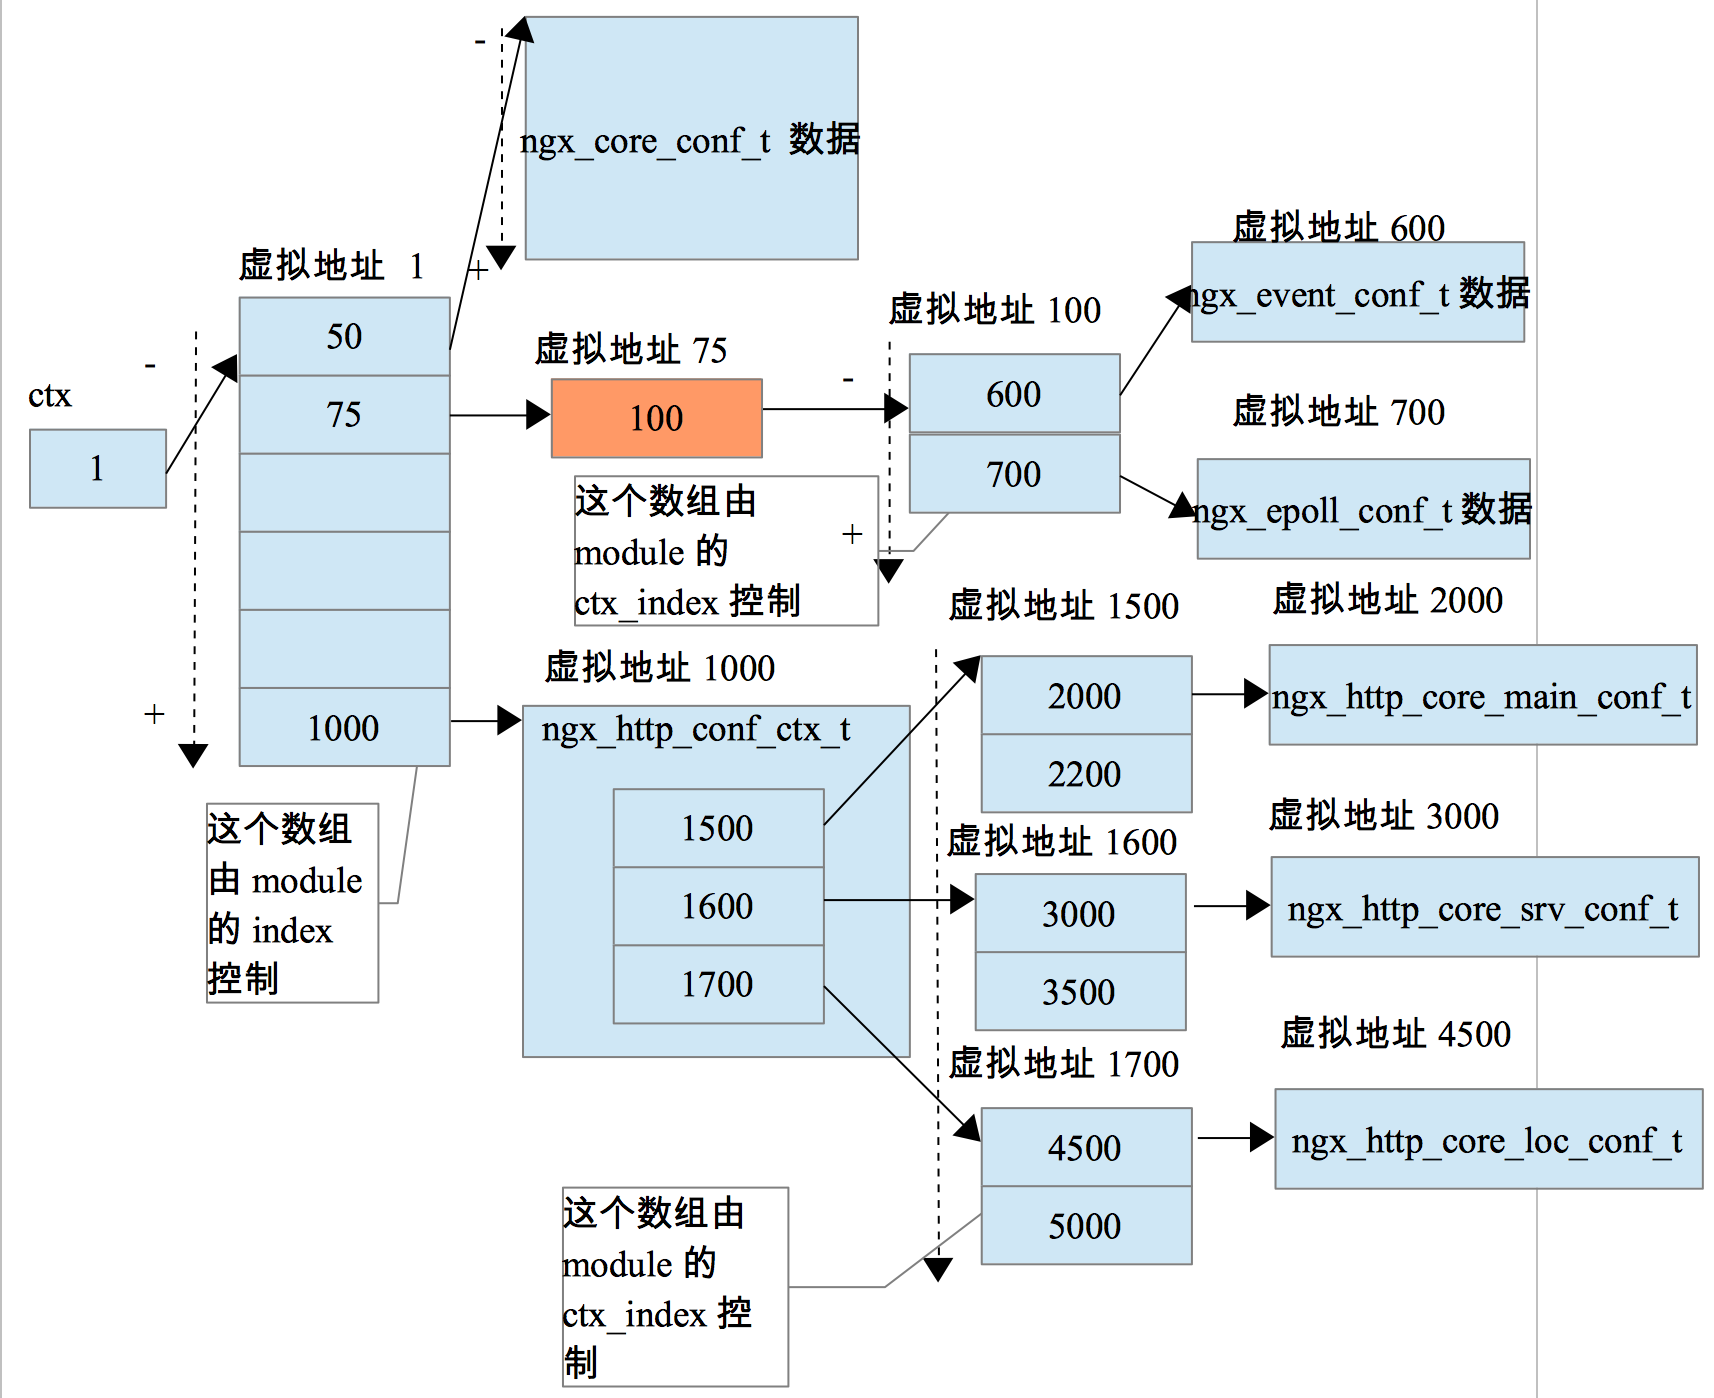 -
ngx_core_conf_t 数据
+
虚拟地址 1
50
75
1000
-
+
ctx
1
虚拟地址 75
100
虚拟地址 100
-
600
700
+
虚拟地址 600
ngx_event_conf_t 数据
虚拟地址 700
ngx_epoll_conf_t 数据
这个数组由
module 的
ctx_index 控制
虚拟地址 1000
ngx_http_conf_ctx_t
1500
1600
1700
这个数组
由 module
的 index
控制
虚拟地址 1500
2000
2200
虚拟地址 2000
ngx_http_core_main_conf_t
虚拟地址 1600
3000
3500
虚拟地址 3000
ngx_http_core_srv_conf_t
虚拟地址 1700
4500
5000
虚拟地址 4500
ngx_http_core_loc_conf_t
这个数组由
module 的
ctx_index 控
制